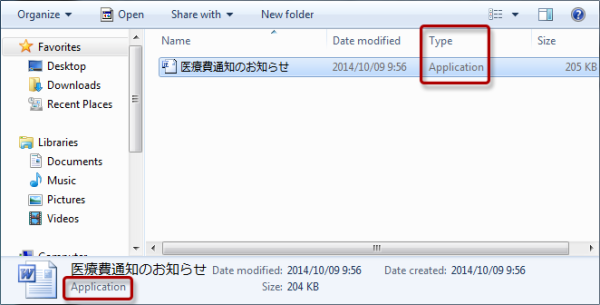 Organize Open Share with New folder
Favorites
Desktop
Downloads
Recent Places
Libraries
Documents
Music
Pictures
Videos
Computer
Name Date modified Type Size
医療費通知のお知らせ 2014/10/09 9:56 Application 205 KB
医療費通知のお知らせ Date modified: 2014/10/09 9:56 Date created: 2014/10/09 9:56
Application Size: 204 KB